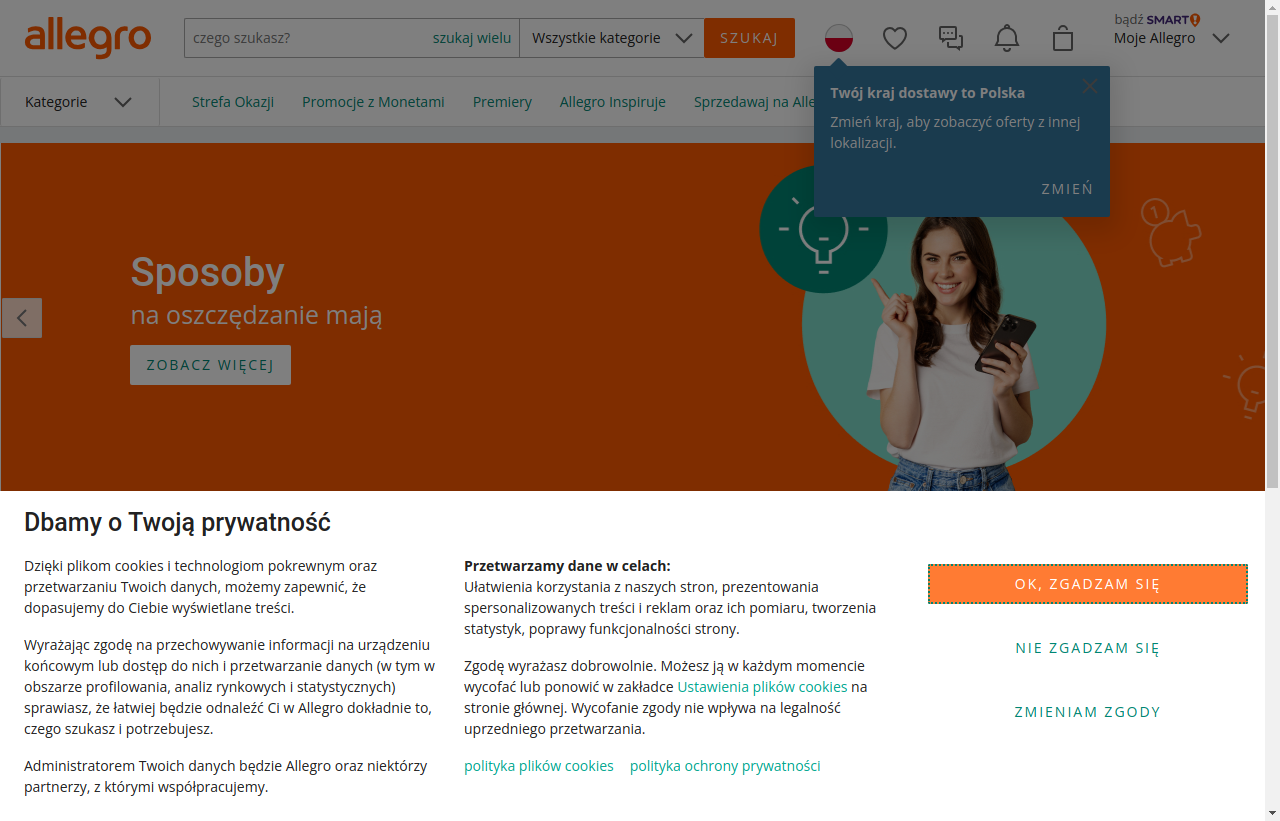 allegro
czego szukasz?
szukaj wielu
Wszystkie kategorie
SZUKAJ
bądź SMART!
Moje Allegro
Kategorie
Strefa Okazji
Promocje z Monetami
Premiery
Allegro Inspiruje
Sprzedawaj na Alle
Twój kraj dostawy to Polska
Zmień kraj, aby zobaczyć oferty z innej
lokalizacji.
ZMIEŃ
1
Sposoby
na oszczędzanie mają
ZOBACZ WIĘCEJ
Dbamy o Twoją prywatność
Dzięki plikom cookies i technologiom pokrewnym oraz
przetwarzaniu Twoich danych, możemy zapewnić, że
dopasujemy do Ciebie wyświetlane treści.
Wyrażając zgodę na przechowywanie informacji na urządzeniu
końcowym lub dostęp do nich i przetwarzanie danych (w tym w
obszarze profilowania, analiz rynkowych i statystycznych)
sprawiasz, że łatwiej będzie odnaleźć Ci w Allegro dokładnie to,
czego szukasz i potrzebujesz.
Administratorem Twoich danych będzie Allegro oraz niektórzy
partnerzy, z którymi współpracujemy.
Przetwarzamy dane w celach:
Ułatwienia korzystania z naszych stron, prezentowania
spersonalizowanych treści i reklam oraz ich pomiaru, tworzenia
statystyk, poprawy funkcjonalności strony.
Zgodę wyrażasz dobrowolnie. Możesz ją w każdym momencie
wycofać lub ponowić w zakładce Ustawienia plików cookies na
stronie głównej. Wycofanie zgody nie wpływa na legalność
uprzedniego przetwarzania.
polityka plików cookies
polityka ochrony prywatności
OK, ZGADZAM SIĘ
NIE ZGADZAM SIĘ
ZMIENIAM ZGODY